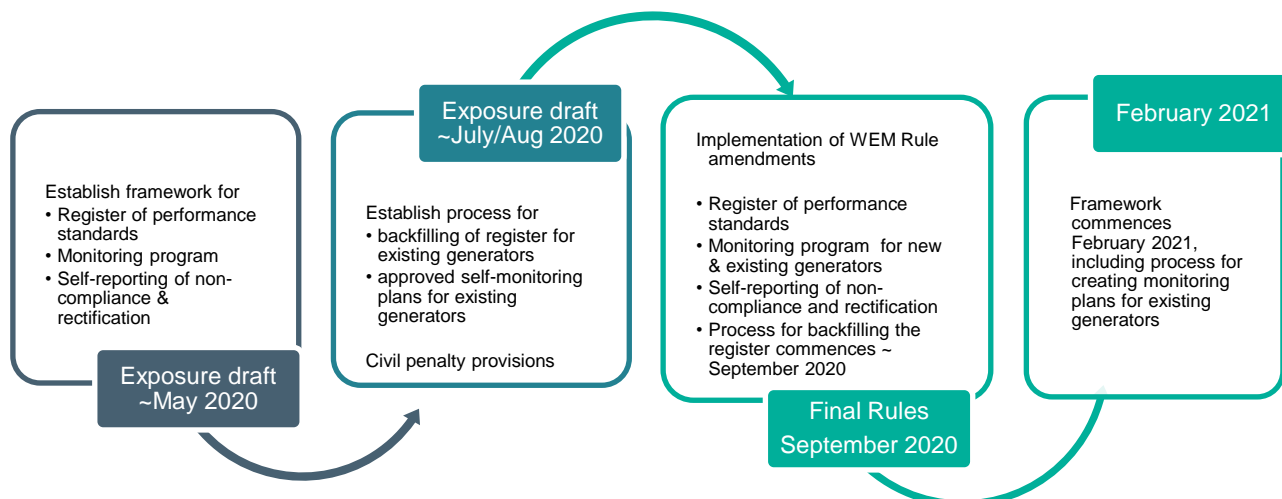 Establish framework for
• Register of performance
standards
• Monitoring program
• Self-reporting of non-
compliance &
rectification
Exposure draft
~May 2020
Exposure draft
~July/Aug 2020
Establish process for
• backfilling of register for
existing generators
• approved self-monitoring
plans for existing
generators
Civil penalty provisions
Implementation of WEM Rule
amendments
• Register of performance
standards
• Monitoring program for new
& existing generators
• Self-reporting of non-
compliance and rectification
• Process for backfilling the
register commences ~
September 2020
Final Rules
September 2020
February 2021
Framework
commences
February 2021,
including process for
creating monitoring
plans for existing
generators